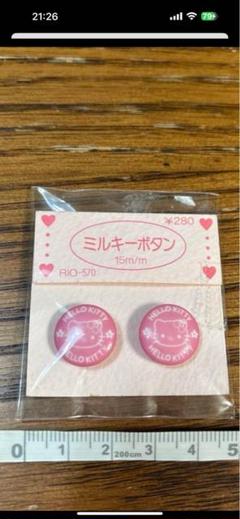 21:26
79
¥280
ミルキーボタン
15m/m
RIO-570
HELLO KITTY
HELLO KITTY
HELLO KITTY
HELLO KITTY
0 1 2 3 4 5
200cm